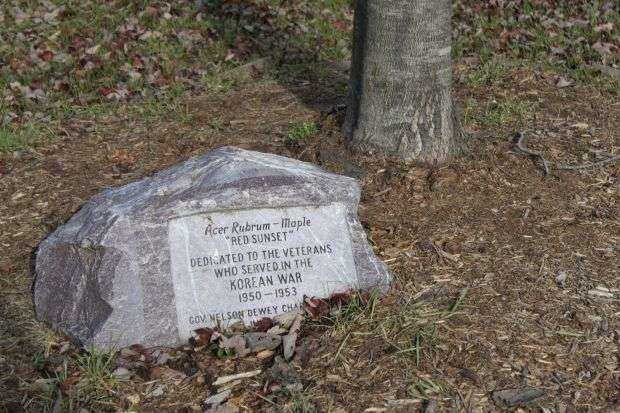 Acer Rubrum - Maple
"RED SUNSET"
DEDICATED TO THE VETERANS
WHO SERVED IN THE
KOREAN WAR
1950 - 1953
GOV. NELSON DEWEY